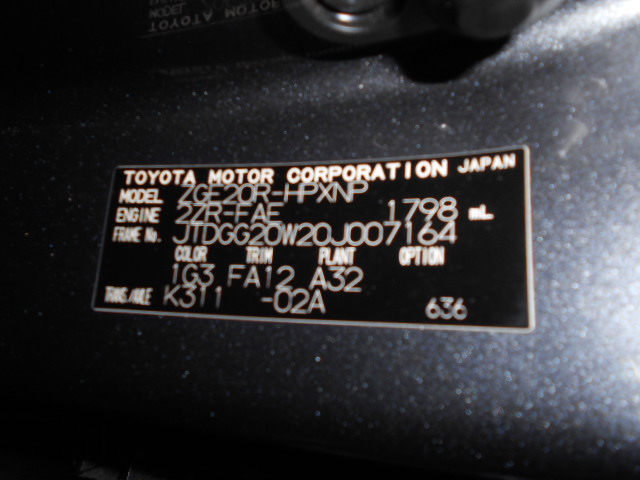 TOYOTA MOTOR CORPORATION JAPAN
MODEL ZGE20R-HPXNP
ENGINE 2ZR-FAE 1798 mL
FRAME No. JTDGG20W20J007164
COLOR TRIM PLANT OPTION
1G3 FA12 A32
TRANS./AXLE K311 -02A 636